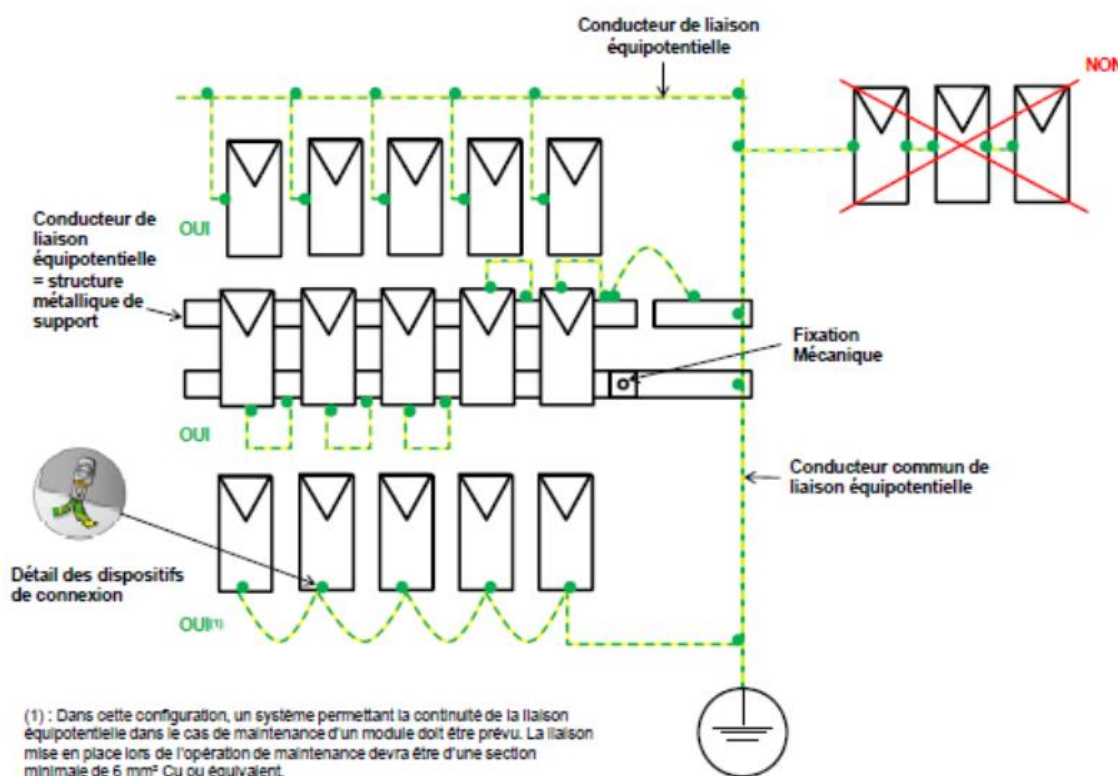 Conducteur de liaison
équipotentielle
NON
Conducteur de
liaison
équipotentielle
= structure
métallique de
support
OUI
Fixation
Mécanique
OUI
Conducteur commun de
liaison équipotentielle
Détail des dispositifs
de connexion
OUI(1)
(1) : Dans cette configuration, un système permettant la continuité de la liaison
équipotentielle dans le cas de maintenance d'un module doit être prévu. La liaison
mise en place lors de l'opération de maintenance devra être d'une section
minimale de 6 mm² Cu ou équivalent.